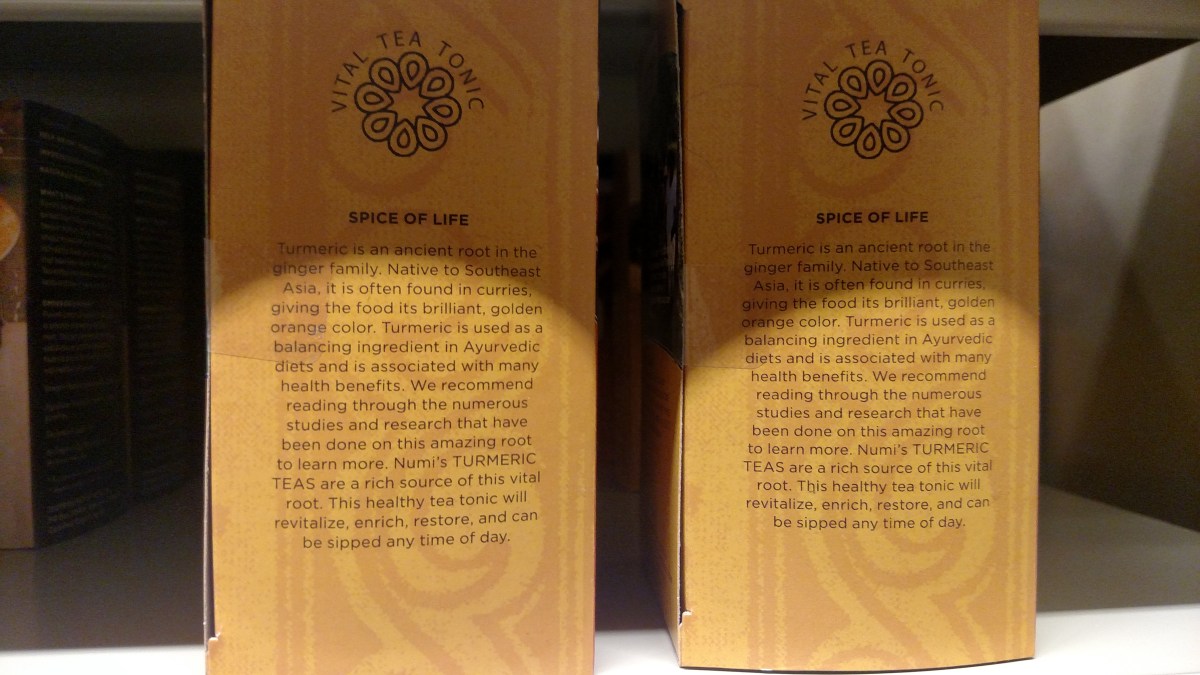 VITAL TEA TONIC
SPICE OF LIFE
Turmeric is an ancient root in the
ginger family. Native to Southeast
Asia, it is often found in curries,
giving the food its brilliant, golden
orange color. Turmeric is used as a
balancing ingredient in Ayurvedic
diets and is associated with many
health benefits. We recommend
reading through the numerous
studies and research that have
been done on this amazing root
to learn more. Numi's TURMERIC
TEAS are a rich source of this vital
root. This healthy tea tonic will
revitalize, enrich, restore, and can
be sipped any time of day.
VITAL TEA TONIC
SPICE OF LIFE
Turmeric is an ancient root in the
ginger family. Native to Southeast
Asia, it is often found in curries,
giving the food its brilliant, golden
orange color. Turmeric is used as a
balancing ingredient in Ayurvedic
diets and is associated with many
health benefits. We recommend
reading through the numerous
studies and research that have
been done on this amazing root
to learn more. Numi's TURMERIC
TEAS are a rich source of this vital
root. This healthy tea tonic will
revitalize, enrich, restore, and can
be sipped any time of day.